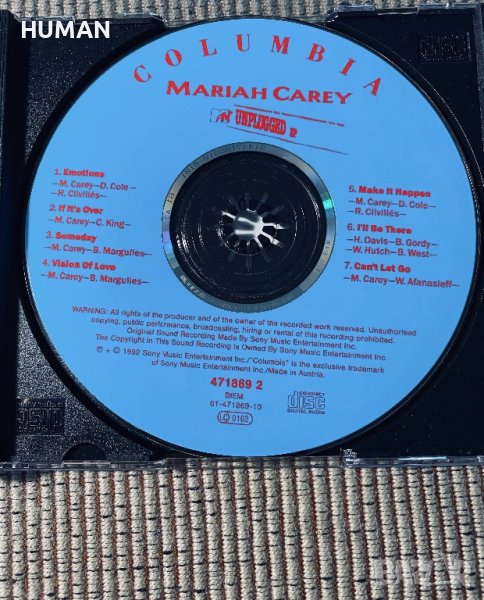 HUMAN
COLUMBIA
MARIAH CAREY
MTV UNPLUGGED EP
1. Emotions
—M. Carey—D. Cole—
—R. Clivillés
2. If It's Over
—M. Carey—C. King—
3. Someday
—M. Carey—B. Margulies—
4. Vision Of Love
—M. Carey—B. Margulies—
5. Make It Happen
—M. Carey—D. Cole—
—R. Clivillés
6. I'll Be There
—H. Davis—B. Gordy—
—W. Hutch—B. West—
7. Can't Let Go
—M. Carey—W. Afanasieff—
WARNING: All rights of the producer and of the owner of the recorded work reserved. Unauthorised
copying, public performance, broadcasting, hiring or rental of this recording prohibited.
Original Sound Recording Made By Sony Music Entertainment Inc.
The Copyright in This Sound Recording is Owned By Sony Music Entertainment Inc.
℗ + © 1992 Sony Music Entertainment Inc./"Columbia" is the exclusive trademark
of Sony Music Entertainment Inc./Made in Austria.
471869 2
BIEM
01-471869-10
LC 0162
COMPACT
disc
DIGITAL AUDIO